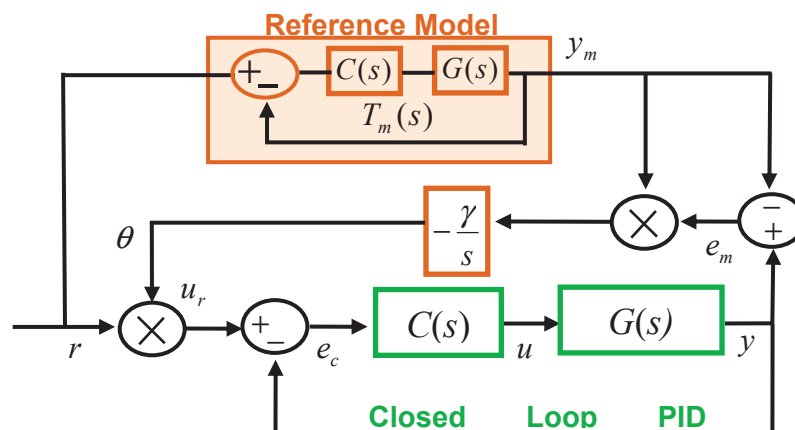 Reference Model
+ − C(s) G(s) y_m
T_m(s)
− γ/s
θ × − +
e_m
u_r
× + − C(s) G(s)
r e_c u y
Closed Loop PID